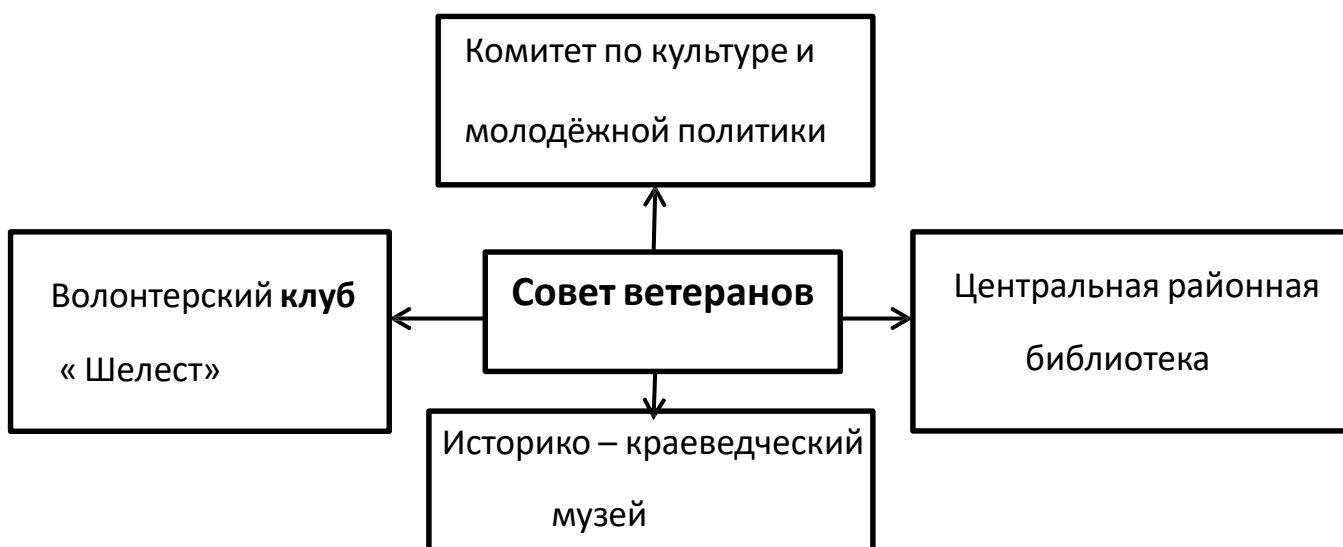 Комитет по культуре и
молодёжной политики
Волонтерский клуб
« Шелест»
Совет ветеранов
Центральная районная
библиотека
Историко – краеведческий
музей